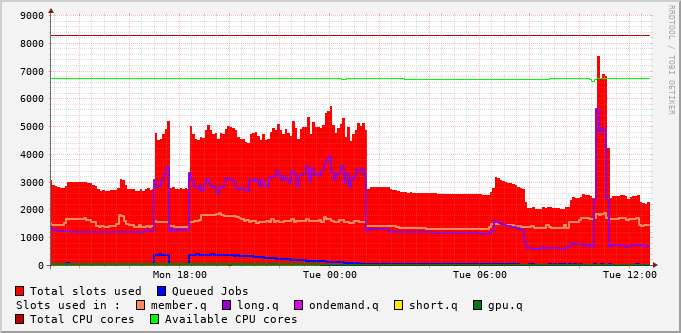 RRDTOOL / TOBI OETIKER
9000
8000
7000
6000
5000
4000
3000
2000
1000
0
Mon 18:00 Tue 00:00 Tue 06:00 Tue 12:00
Total slots used Queued Jobs
Slots used in : member.q long.q ondemand.q short.q gpu.q
Total CPU cores Available CPU cores